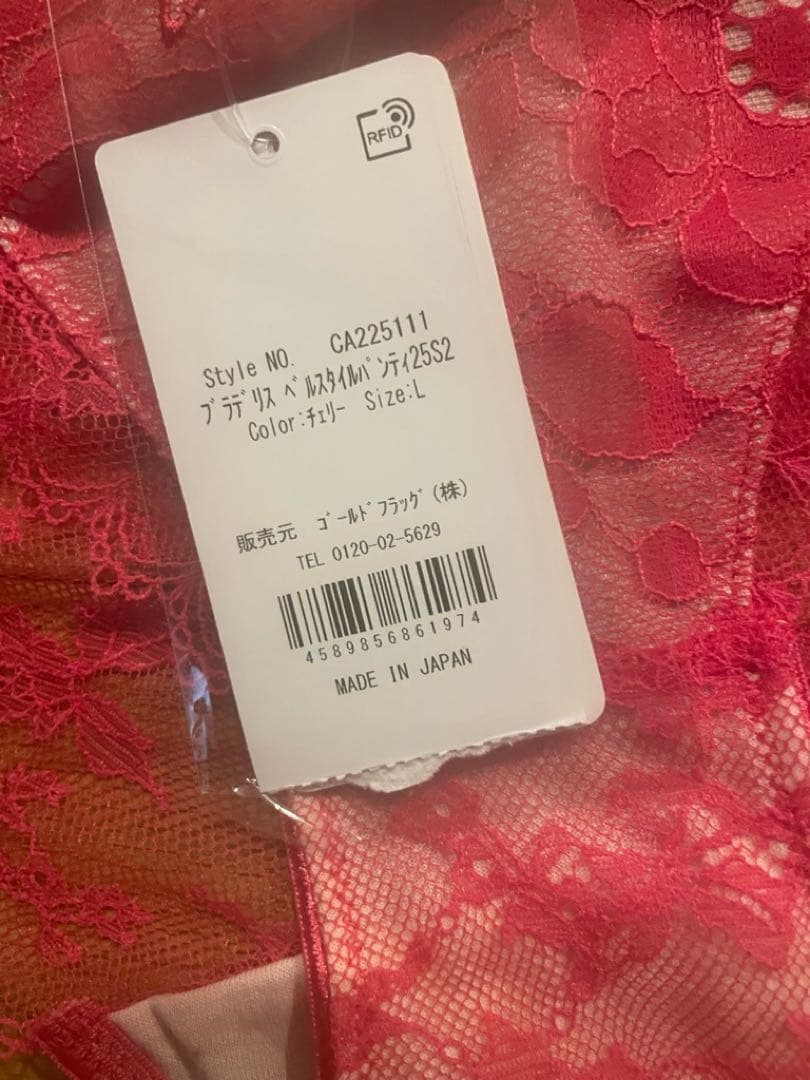 RFID
Style NO. CA225111
ﾌﾞﾗﾃﾞﾘｽ ﾍﾞﾙｽﾀｲﾙﾊﾟﾝﾃｨ25S2
Color:ﾁｪﾘｰ Size:L
販売元 ｺﾞｰﾙﾄﾞﾌﾗｯｸﾞ(株)
TEL 0120-02-5629
4589856861974
MADE IN JAPAN